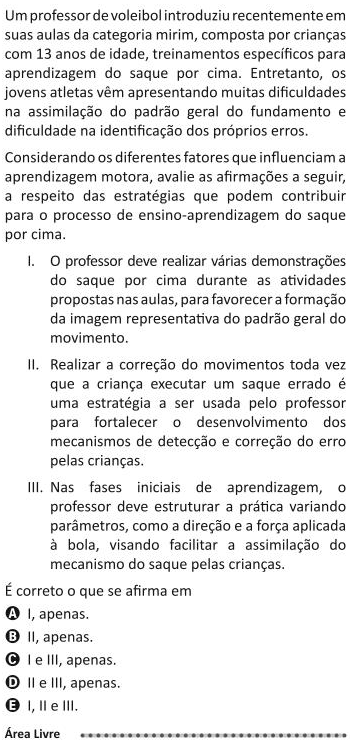 Um professor de voleibol introduziu recentemente em
suas aulas da categoria mirim, composta por crianças
com 13 anos de idade, treinamentos específicos para
aprendizagem do saque por cima. Entretanto, os
jovens atletas vêm apresentando muitas dificuldades
na assimilação do padrão geral do fundamento e
dificuldade na identificação dos próprios erros.
Considerando os diferentes fatores que influenciam a
aprendizagem motora, avalie as afirmações a seguir,
a respeito das estratégias que podem contribuir
para o processo de ensino-aprendizagem do saque
por cima.
I. O professor deve realizar várias demonstrações
do saque por cima durante as atividades
propostas nas aulas, para favorecer a formação
da imagem representativa do padrão geral do
movimento.
II. Realizar a correção do movimentos toda vez
que a criança executar um saque errado é
uma estratégia a ser usada pelo professor
para fortalecer o desenvolvimento dos
mecanismos de detecção e correção do erro
pelas crianças.
III. Nas fases iniciais de aprendizagem, o
professor deve estruturar a prática variando
parâmetros, como a direção e a força aplicada
à bola, visando facilitar a assimilação do
mecanismo do saque pelas crianças.
É correto o que se afirma em
A I, apenas.
B II, apenas.
C I e III, apenas.
D II e III, apenas.
E I, II e III.
Área Livre